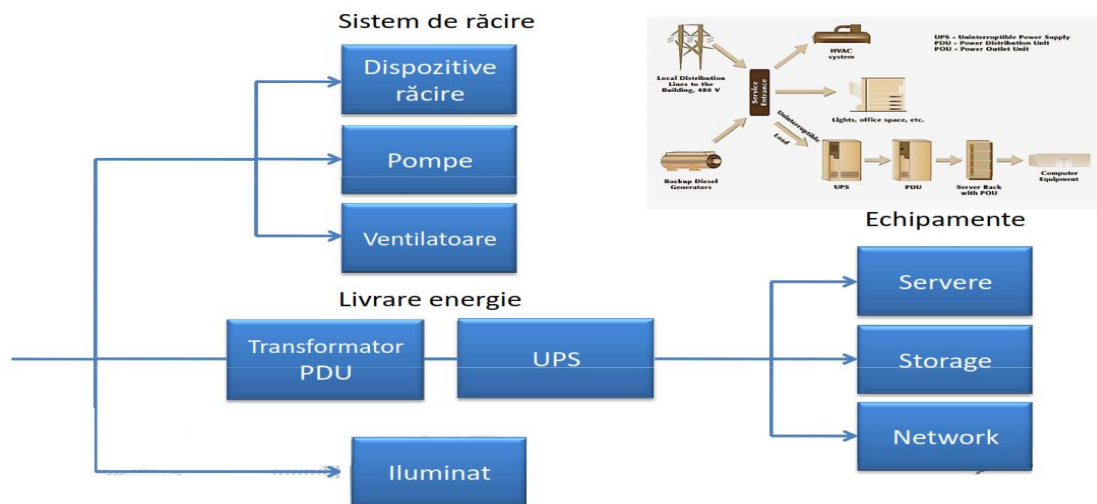 Sistem de răcire
Dispozitive
răcire
Pompe
Ventilatoare
Livrare energie
Transformator
PDU
UPS
Iluminat
Echipamente
Servere
Storage
Network
UPS – Uninterruptible Power Supply
PDU – Power Distribution Unit
POU – Power Outlet Unit
HVAC
system
Local Distribution
Lines to the
Building, 480 V
Service
Entrance
Lights, office space, etc.
Uninterruptible
Load
Backup Diesel
Generators
UPS
PDU
Server Rack
with POU
Computer
Equipment